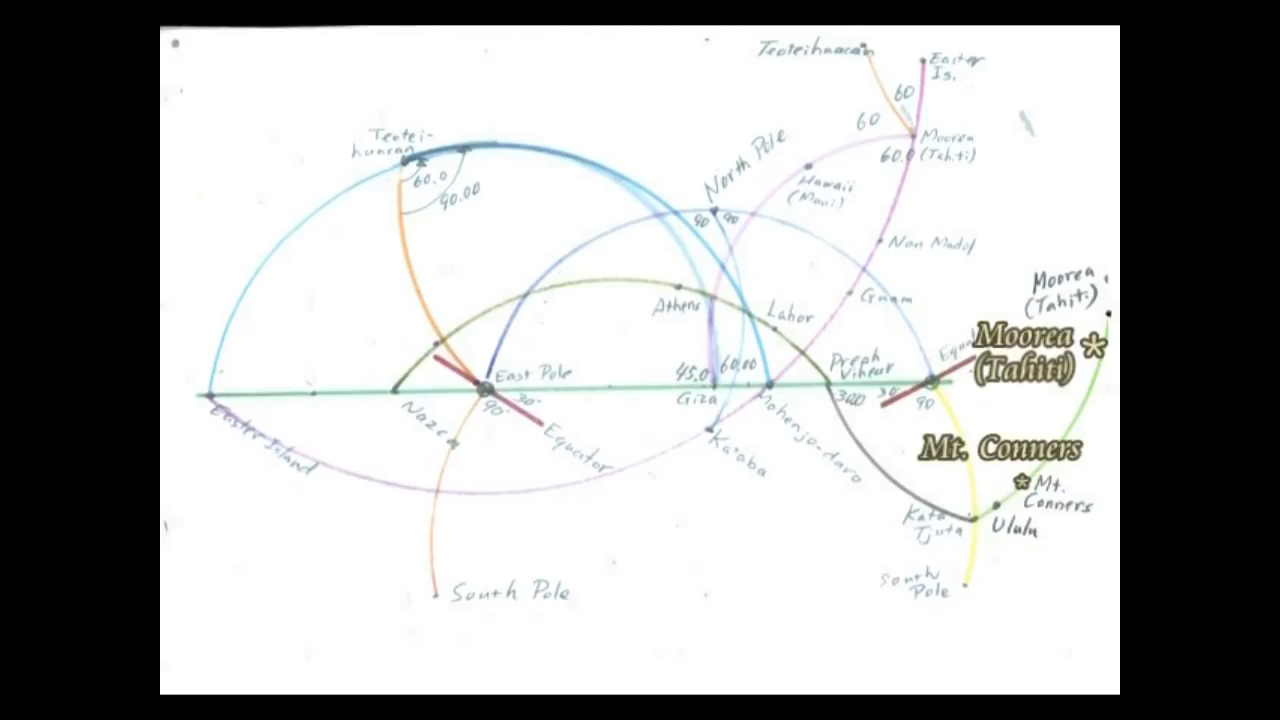 Teoteihuacan
Easter
Is.
60
60
Moorea
(Tahiti)
60.0
Teotei-
huacan
60.0
90.00
North Pole
90
90
Hawaii
(Maui)
Nan Madol
Guam
Athens
Lahor
Moorea
(Tahiti)
Moorea
(Tahiti)
Equa
East Pole
45.0
60.00
Giza
Preah
Vihear
300
30
90
90
30
Easter Island
Nazca
Equator
Ka'aba
Mohenjo-daro
Mt. Conners
Mt.
Conners
Kata
Tjuta
Ululu
South Pole
South
Pole